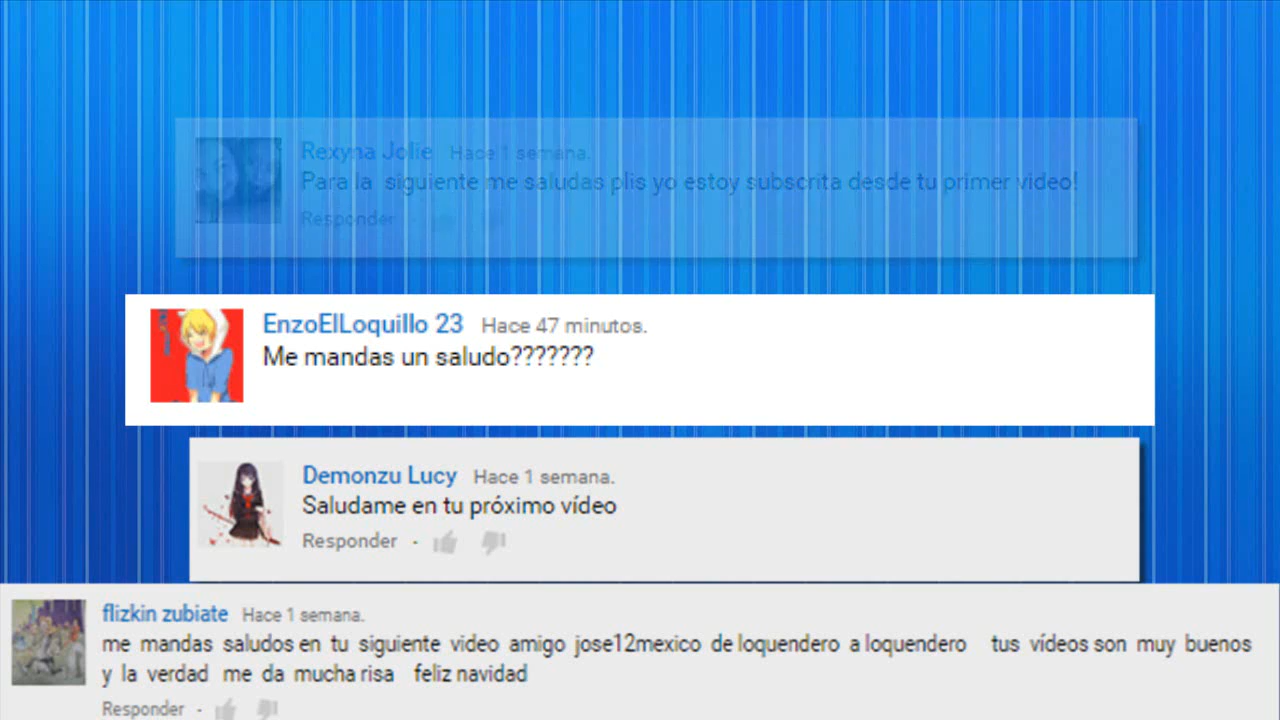 Rexyna Jolie Hace 1 semana.
Para la siguiente me saludas plis yo estoy subscrita desde tu primer video!
Responder
EnzoElLoquillo 23 Hace 47 minutos.
Me mandas un saludo???????
Demonzu Lucy Hace 1 semana.
Saludame en tu próximo vídeo
Responder ·
flizkin zubiate Hace 1 semana.
me mandas saludos en tu siguiente video amigo jose12mexico de loquendero a loquendero tus vídeos son muy buenos
y la verdad me da mucha risa feliz navidad
Responder ·